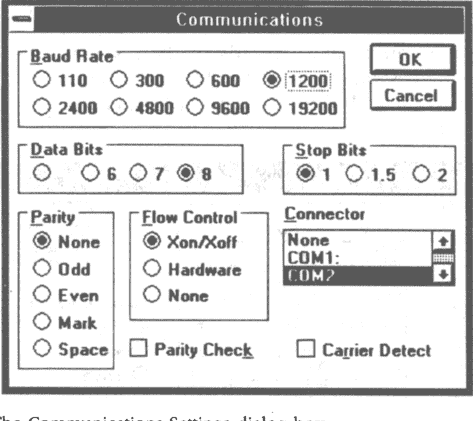 Communications
Baud Rate
110 300 600 1200
2400 4800 9600 19200
OK
Cancel
Data Bits
6 7 8
Stop Bits
1 1.5 2
Parity
None
Odd
Even
Mark
Space
Flow Control
Xon/Xoff
Hardware
None
Connector
None
COM1:
COM2
Parity Check
Carrier Detect
Communications Settings dialog box